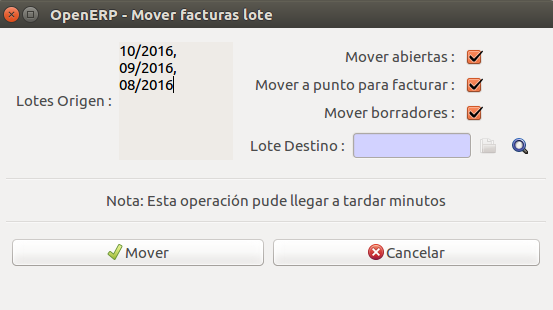 OpenERP - Mover facturas lote
Lotes Origen :
10/2016,
09/2016,
08/2016
Mover abiertas :
Mover a punto para facturar :
Mover borradores :
Lote Destino :
Nota: Esta operación pude llegar a tardar minutos
Mover
Cancelar